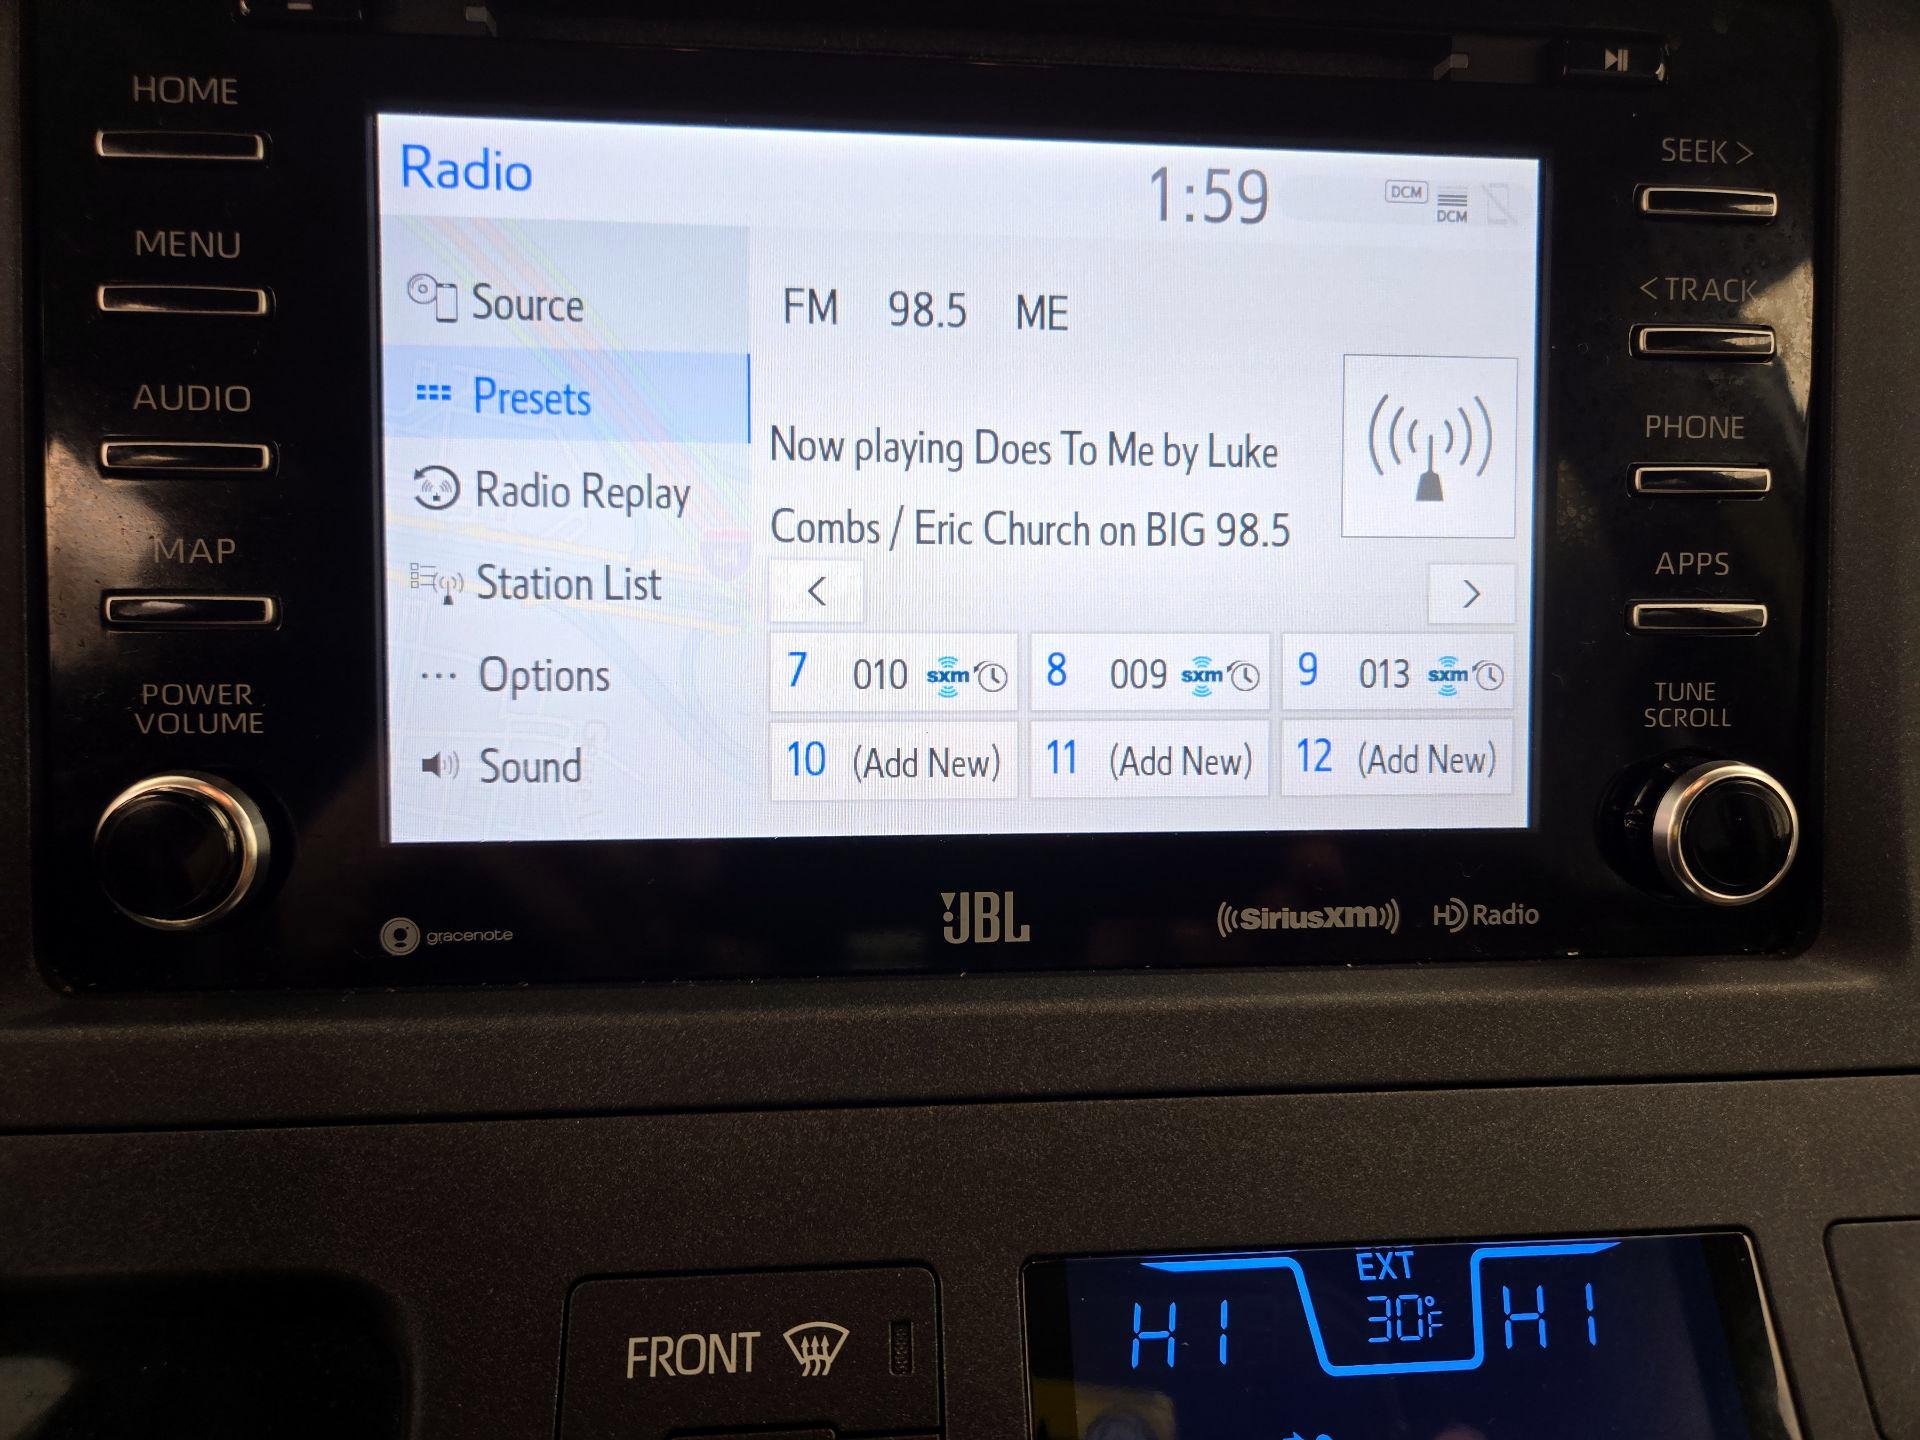 HOME
MENU
AUDIO
MAP
POWER
VOLUME
Radio
1:59
DCM
DCM
Source
Presets
Radio Replay
Station List
Options
Sound
FM 98.5 ME
Now playing Does To Me by Luke
Combs / Eric Church on BIG 98.5
<
>
7 010 sxm
8 009 sxm
9 013 sxm
10 (Add New)
11 (Add New)
12 (Add New)
SEEK >
< TRACK
PHONE
APPS
TUNE
SCROLL
gracenote
JBL
((SiriusXM))
HD Radio
FRONT
HI
EXT
30°F
HI